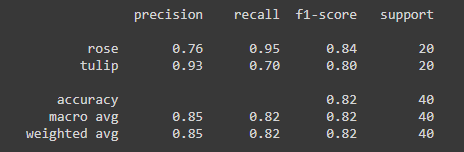 precision recall f1-score support
rose 0.76 0.95 0.84 20
tulip 0.93 0.70 0.80 20
accuracy 0.82 40
macro avg 0.85 0.82 0.82 40
weighted avg 0.85 0.82 0.82 40